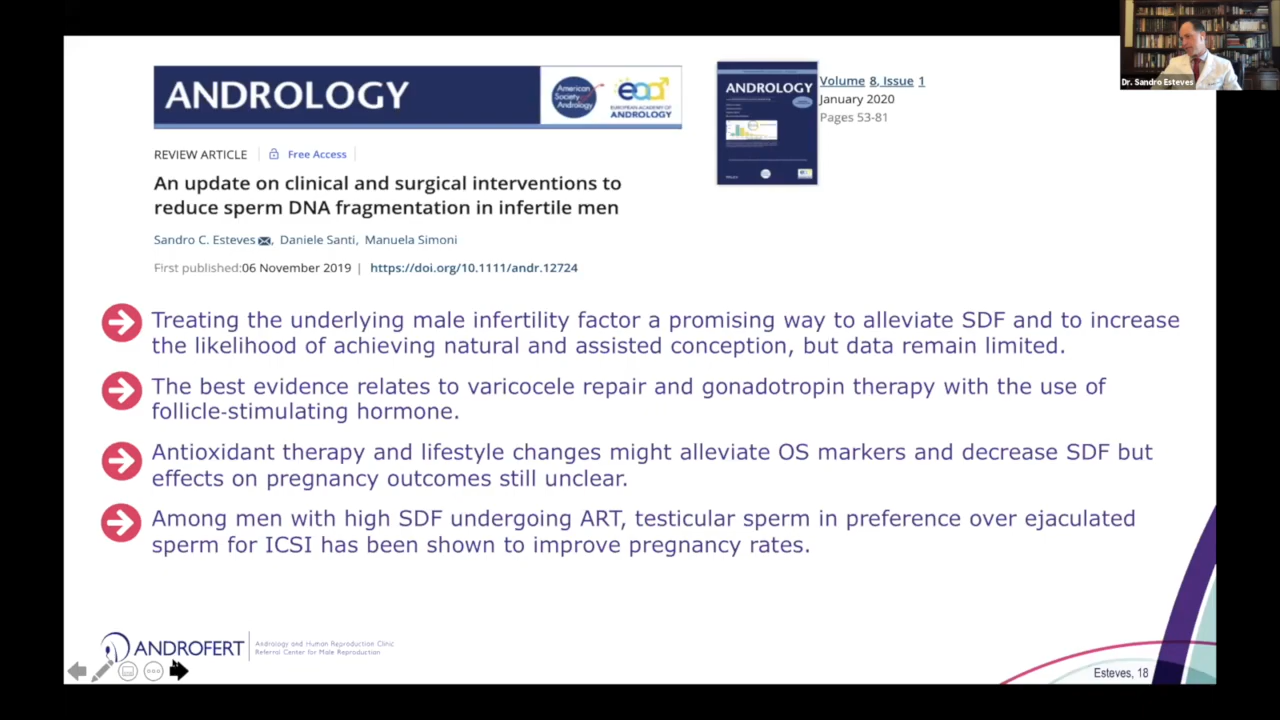 Dr. Sandro Esteves
ANDROLOGY
American
Society of
Andrology
eaa
EUROPEAN ACADEMY
OF ANDROLOGY
ANDROLOGY
WILEY
Volume 8, Issue 1
January 2020
Pages 53-81
REVIEW ARTICLE
Free Access
An update on clinical and surgical interventions to
reduce sperm DNA fragmentation in infertile men
Sandro C. Esteves, Daniele Santi, Manuela Simoni
First published:06 November 2019 | https://doi.org/10.1111/andr.12724
Treating the underlying male infertility factor a promising way to alleviate SDF and to increase
the likelihood of achieving natural and assisted conception, but data remain limited.
The best evidence relates to varicocele repair and gonadotropin therapy with the use of
follicle-stimulating hormone.
Antioxidant therapy and lifestyle changes might alleviate OS markers and decrease SDF but
effects on pregnancy outcomes still unclear.
Among men with high SDF undergoing ART, testicular sperm in preference over ejaculated
sperm for ICSI has been shown to improve pregnancy rates.
ANDROFERT
Andrology and Human Reproduction Clinic
Referral Center for Male Reproduction
Esteves, 18